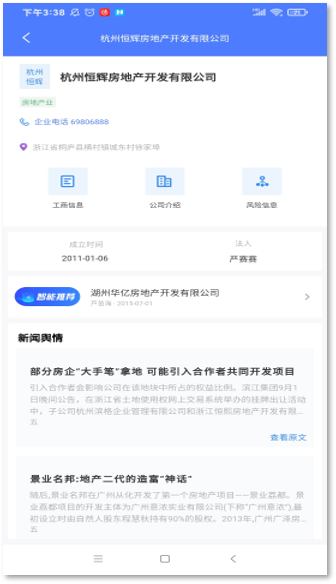 下午3:38
杭州恒辉房地产开发有限公司
杭州
恒辉
杭州恒辉房地产开发有限公司
房地产业
企业电话 69806888
浙江省桐庐县横村镇城东村徐家埠
工商信息
公司介绍
风险信息
成立时间
法人
2011-01-06
严赛赛
智能推荐
湖州华亿房地产开发有限公司
2015-07-01
新闻舆情
部分房企“大手笔”拿地 可能引入合作者共同开发项目
引入合作者会影响公司在该地块中所占的权益比例。滨江集团9月1
日晚间公告，在浙江省土地使用权网上交易系统举办的挂牌出让活动
中，子公司杭州滨格企业管理有限公司和浙江恒熙房地产开发有限...
五
查看原文
景业名邦:地产二代的造富“神话”
随后,景业名邦在广州从化开发了第一个房地产项目——景业荔都。景
业荔都项目的开发主体为广州意浓实业有限公司(下称“广州意浓”),最
初设立时由自然人股东程慧秋持有90%的股权。2013年,广州广泽房...
五